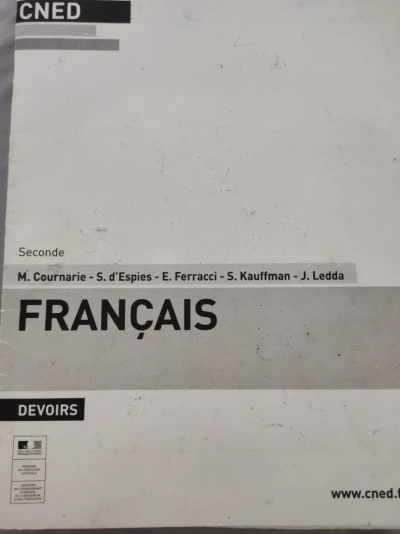 CNED
Seconde
M. Cournarie - S. d'Espies - E. Ferracci - S. Kauffman - J. Ledda
FRANÇAIS
DEVOIRS
www.cned.f